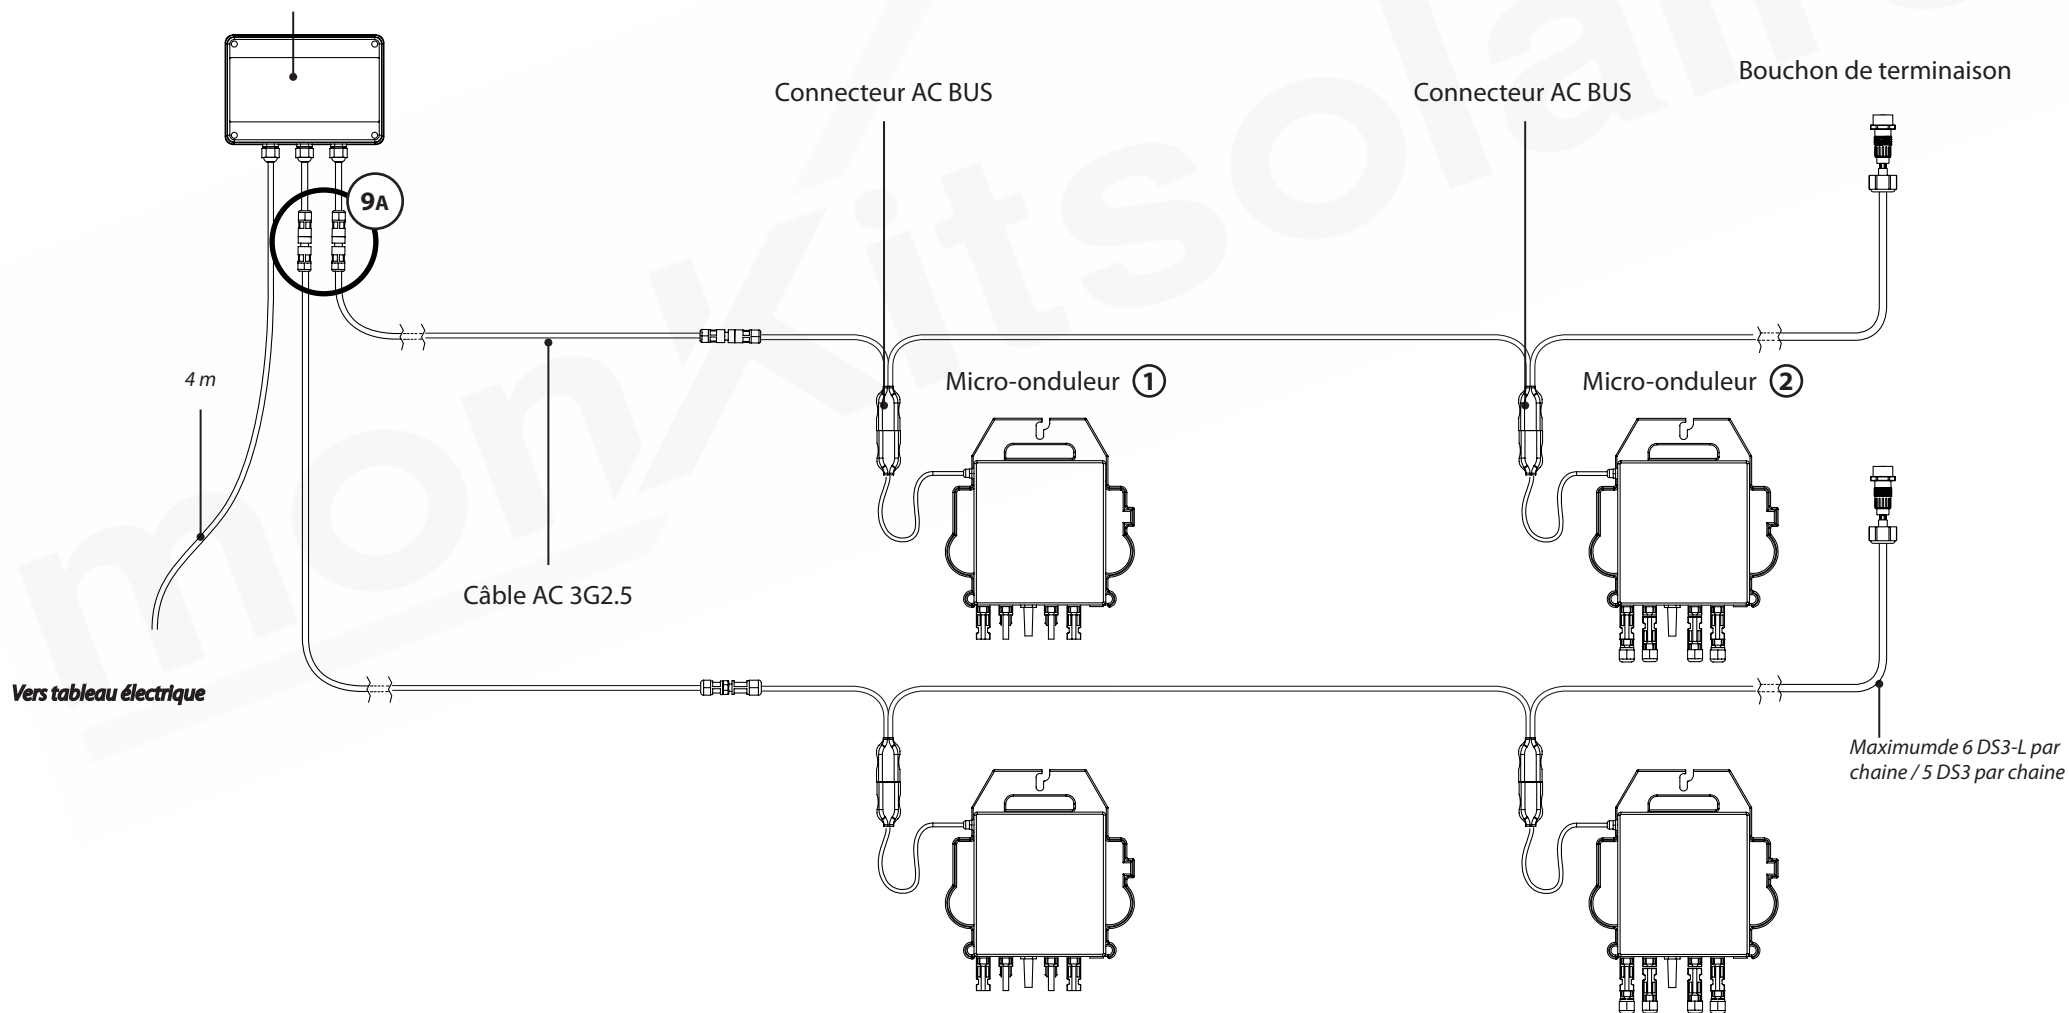 Connecteur AC BUS
Connecteur AC BUS
Bouchon de terminaison
9A
4 m
Micro-onduleur 1
Micro-onduleur 2
Câble AC 3G2.5
Vers tableau électrique
Maximumde 6 DS3-L par
chaine / 5 DS3 par chaine
monKitsolaire